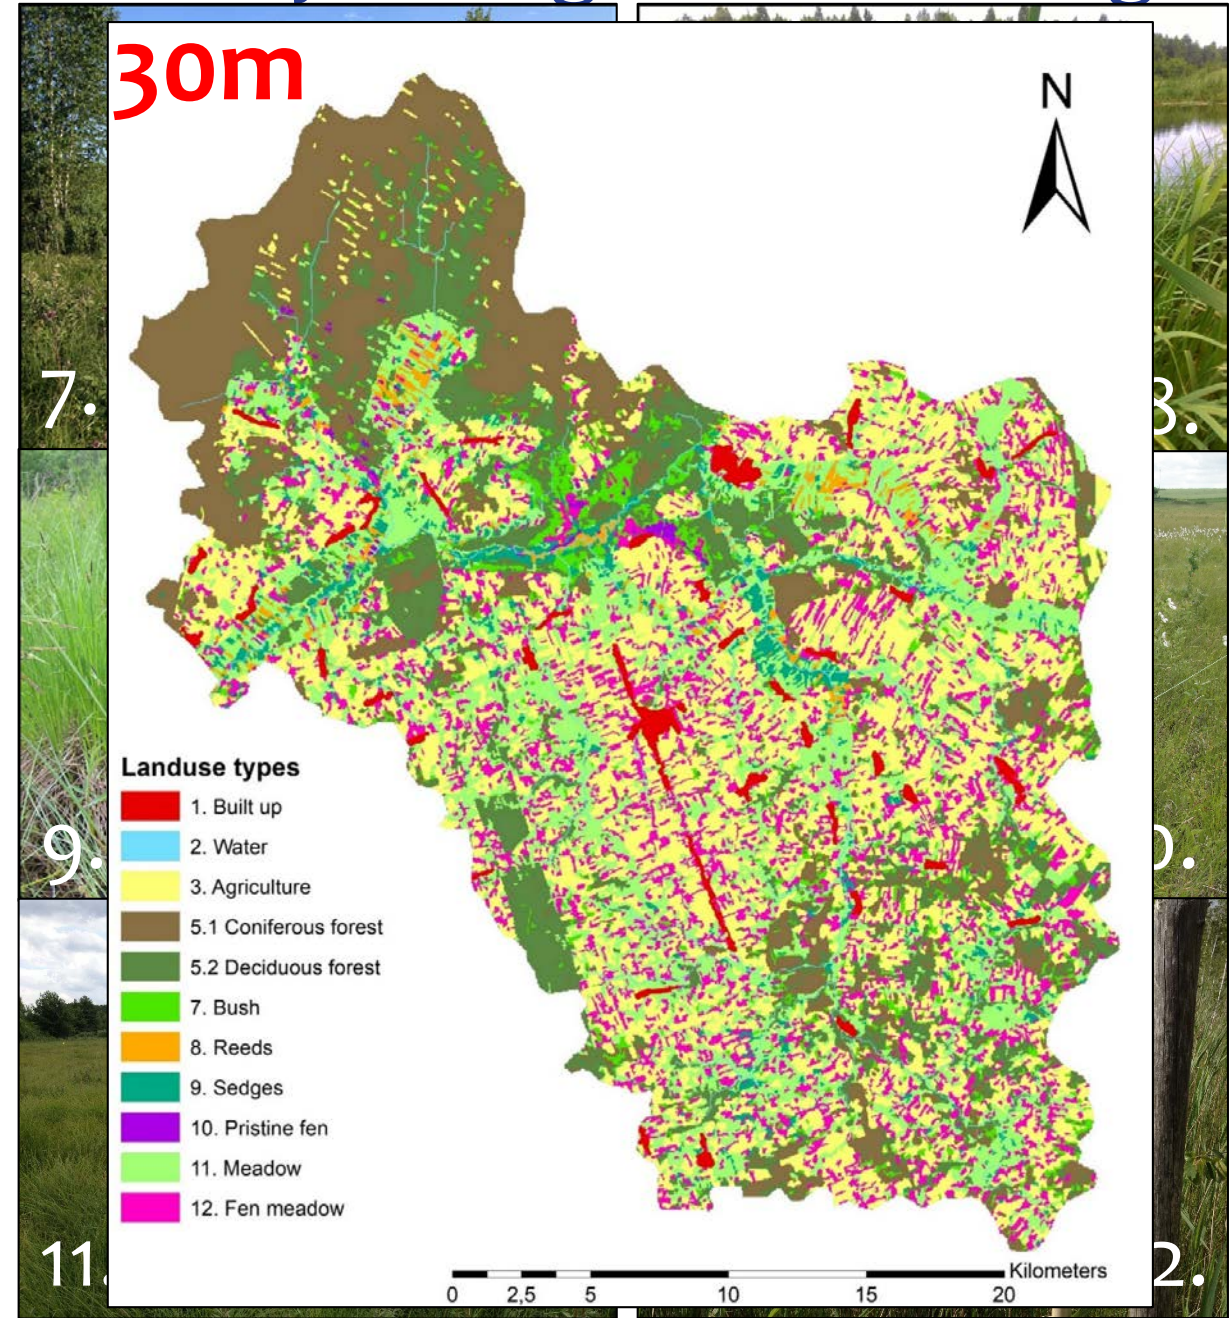 30m
N
7.
8.
9.
11.
2.
Landuse types
1. Built up
2. Water
3. Agriculture
5.1 Coniferous forest
5.2 Deciduous forest
7. Bush
8. Reeds
9. Sedges
10. Pristine fen
11. Meadow
12. Fen meadow
Kilometers
0 2,5 5 10 15 20